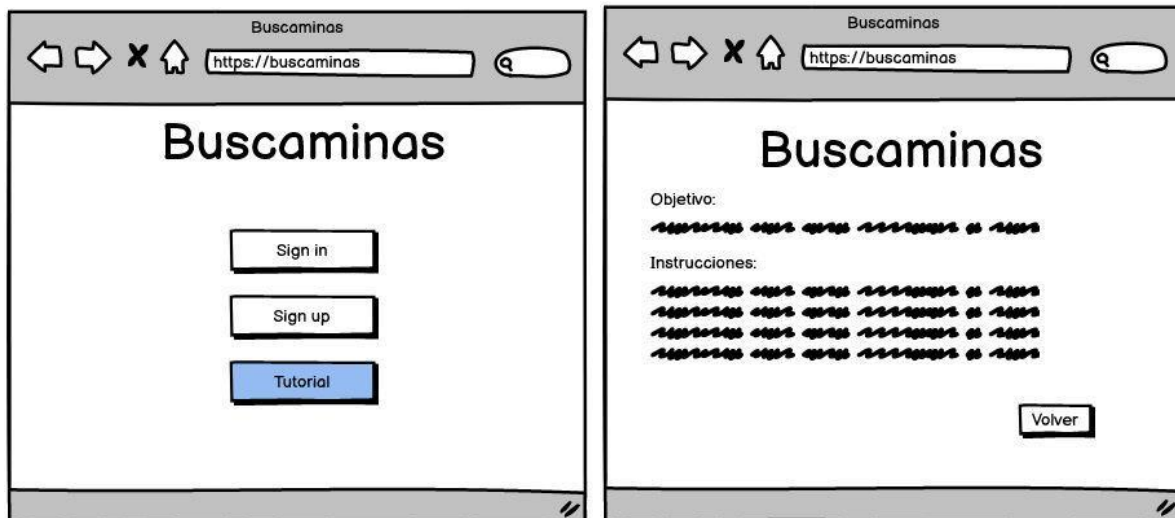 Buscaminas
https://buscaminas
Buscaminas
Sign in
Sign up
Tutorial
Buscaminas
https://buscaminas
Buscaminas
Objetivo:
Instrucciones:
Volver